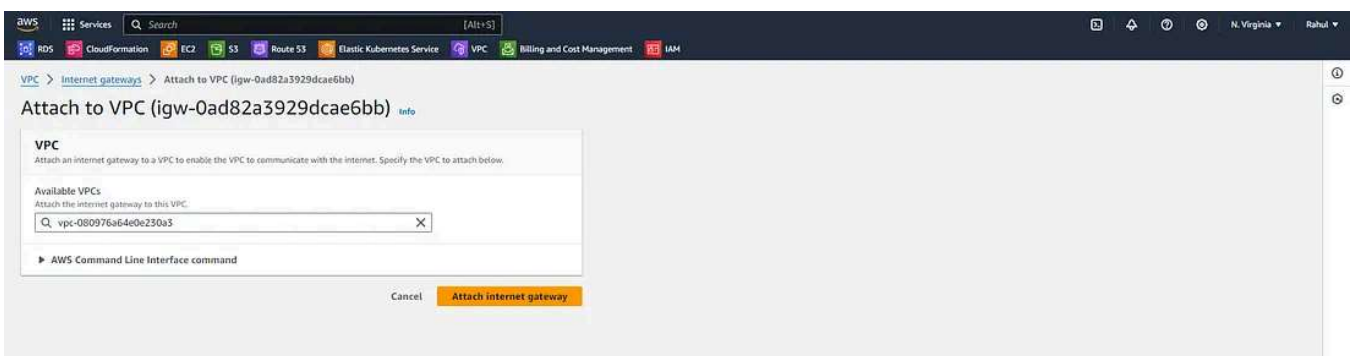 aws Services Search [Alt+S] N. Virginia Rahul
RDS CloudFormation EC2 S3 Route 53 Elastic Kubernetes Service VPC Billing and Cost Management IAM
VPC > Internet gateways > Attach to VPC (igw-0ad82a3929dcae6bb)
Attach to VPC (igw-0ad82a3929dcae6bb) Info
VPC
Attach an internet gateway to a VPC to enable the VPC to communicate with the internet. Specify the VPC to attach below.
Available VPCs
Attach the internet gateway to this VPC.
vpc-080976a64e0e230a3
AWS Command Line Interface command
Cancel Attach internet gateway